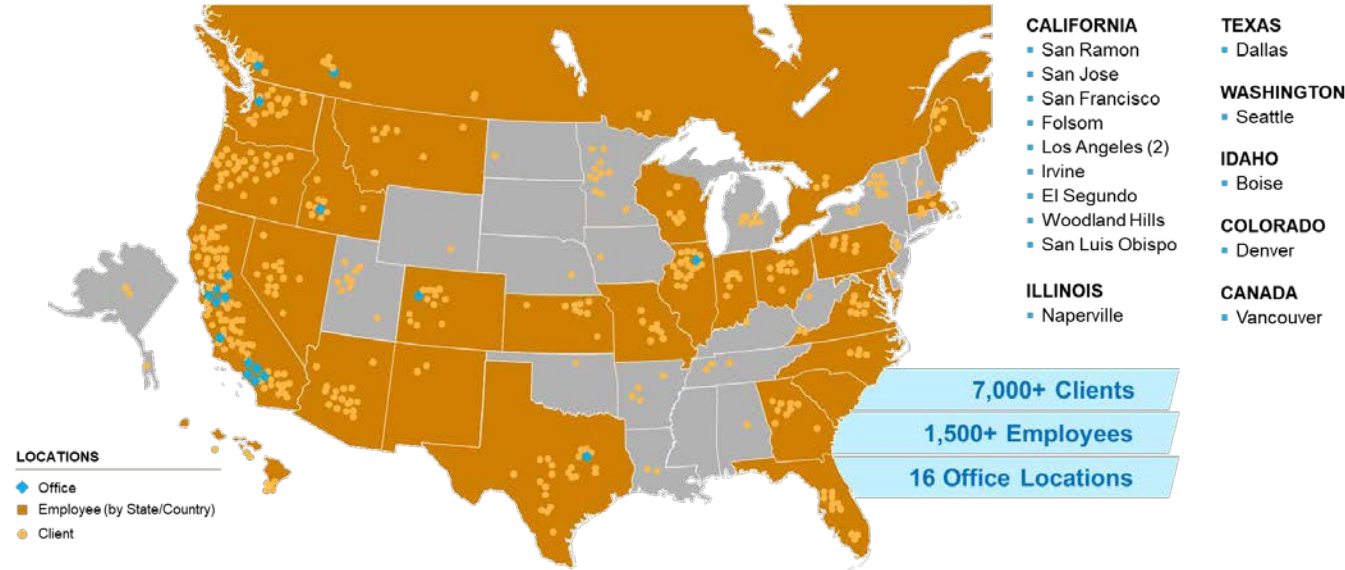 CALIFORNIA
San Ramon
San Jose
San Francisco
Folsom
Los Angeles (2)
Irvine
El Segundo
Woodland Hills
San Luis Obispo
ILLINOIS
Naperville
TEXAS
Dallas
WASHINGTON
Seattle
IDAHO
Boise
COLORADO
Denver
CANADA
Vancouver
7,000+ Clients
1,500+ Employees
16 Office Locations
LOCATIONS
Office
Employee (by State/Country)
Client